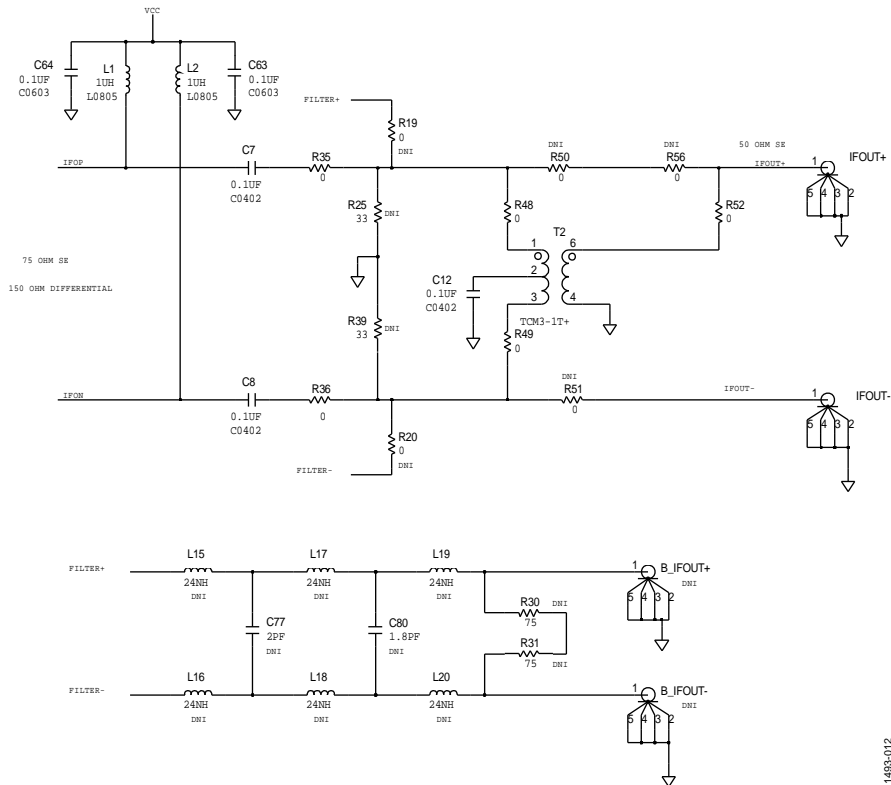 VCC
C64
0.1UF
C0603
L1
1UH
L0805
L2
1UH
L0805
C63
0.1UF
C0603
FILTER+
R19
0
DNI
IFOP
C7
0.1UF
C0402
R35
0
DNI
R50
0
DNI
R56
0
50 OHM SE
IFOUT+
1
IFOUT+
5 4 3 2
R25
33
DNI
R48
0
R52
0
T2
1
2
3
6
4
TCM3-1T+
75 OHM SE
150 OHM DIFFERENTIAL
C12
0.1UF
C0402
R39
33
DNI
R49
0
IFON
C8
0.1UF
C0402
R36
0
DNI
R51
0
IFOUT-
1
IFOUT-
5 4 3 2
R20
0
DNI
FILTER-
FILTER+
L15
24NH
DNI
L17
24NH
DNI
L19
24NH
DNI
1
B_IFOUT+
DNI
5 4 3 2
C77
2PF
DNI
C80
1.8PF
DNI
R30
75
DNI
R31
75
DNI
FILTER-
L16
24NH
DNI
L18
24NH
DNI
L20
24NH
DNI
1
B_IFOUT-
DNI
5 4 3 2
1493-012